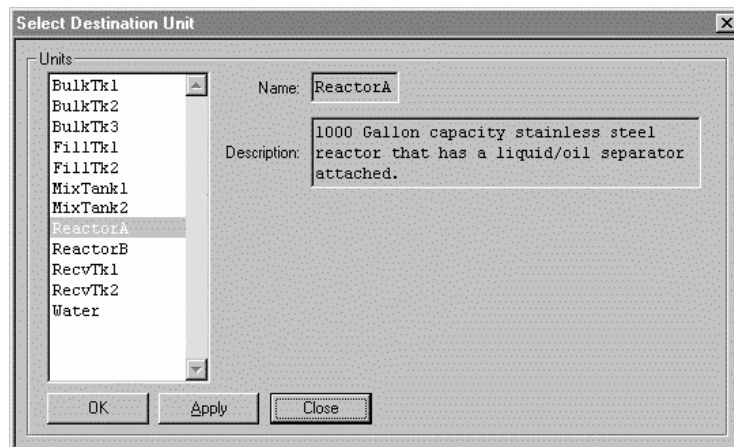 Select Destination Unit
Units
BulkTk1
BulkTk2
BulkTk3
FillTk1
FillTk2
MixTank1
MixTank2
ReactorA
ReactorB
RecvTk1
RecvTk2
Water
Name: ReactorA
Description: 1000 Gallon capacity stainless steel
reactor that has a liquid/oil separator
attached.
OK Apply Close